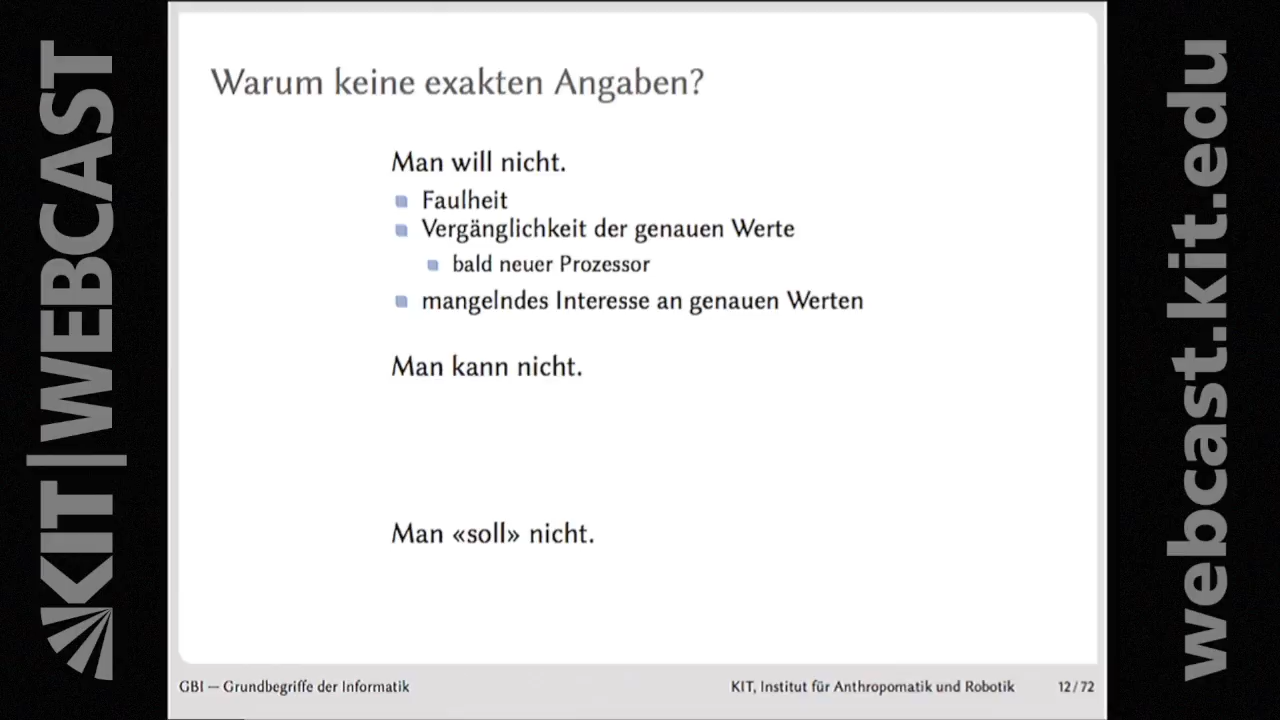 KIT|WEBCAST
Warum keine exakten Angaben?
Man will nicht.
Faulheit
Vergänglichkeit der genauen Werte
bald neuer Prozessor
mangelndes Interesse an genauen Werten
Man kann nicht.
Man «soll» nicht.
GBI — Grundbegriffe der Informatik
KIT, Institut für Anthropomatik und Robotik
12/72
webcast.kit.edu